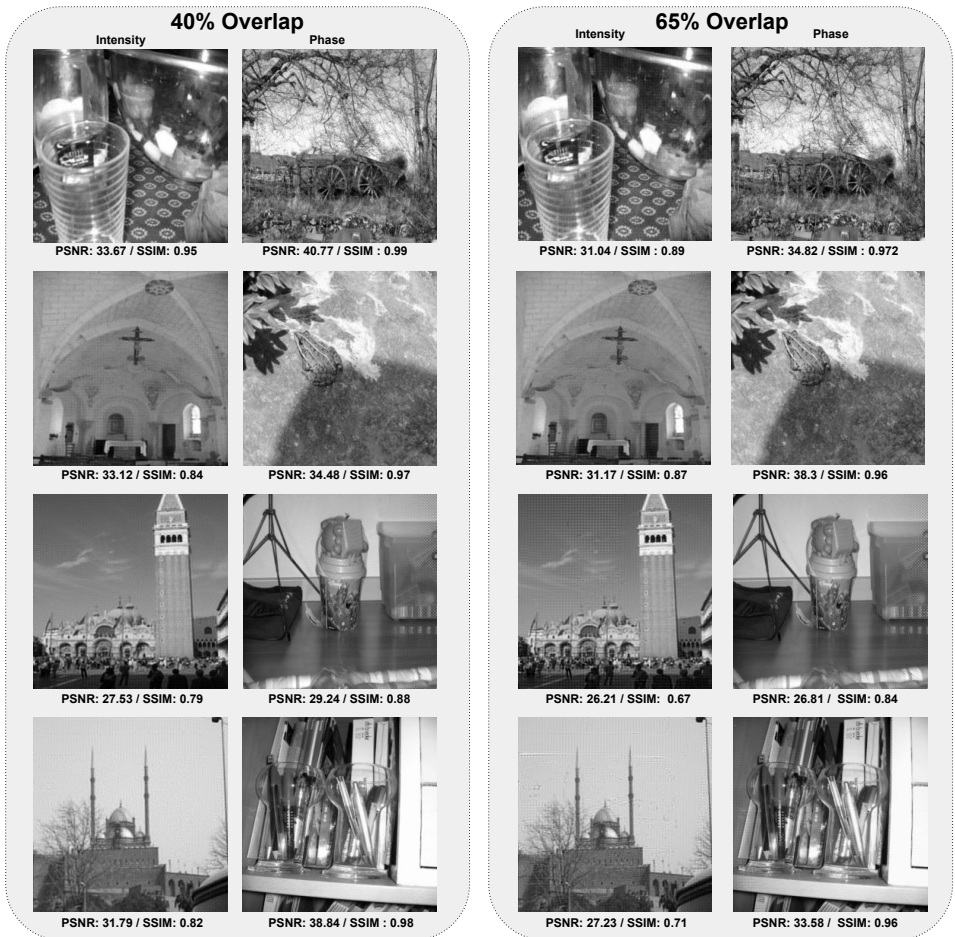 40% Overlap
Intensity Phase
PSNR: 33.67 / SSIM: 0.95 PSNR: 40.77 / SSIM : 0.99
PSNR: 33.12 / SSIM: 0.84 PSNR: 34.48 / SSIM: 0.97
PSNR: 27.53 / SSIM: 0.79 PSNR: 29.24 / SSIM: 0.88
PSNR: 31.79 / SSIM: 0.82 PSNR: 38.84 / SSIM : 0.98
65% Overlap
Intensity Phase
PSNR: 31.04 / SSIM : 0.89 PSNR: 34.82 / SSIM : 0.972
PSNR: 31.17 / SSIM: 0.87 PSNR: 38.3 / SSIM: 0.96
PSNR: 26.21 / SSIM:  0.67 PSNR: 26.81 /  SSIM: 0.84
PSNR: 27.23 / SSIM: 0.71 PSNR: 33.58 /  SSIM: 0.96